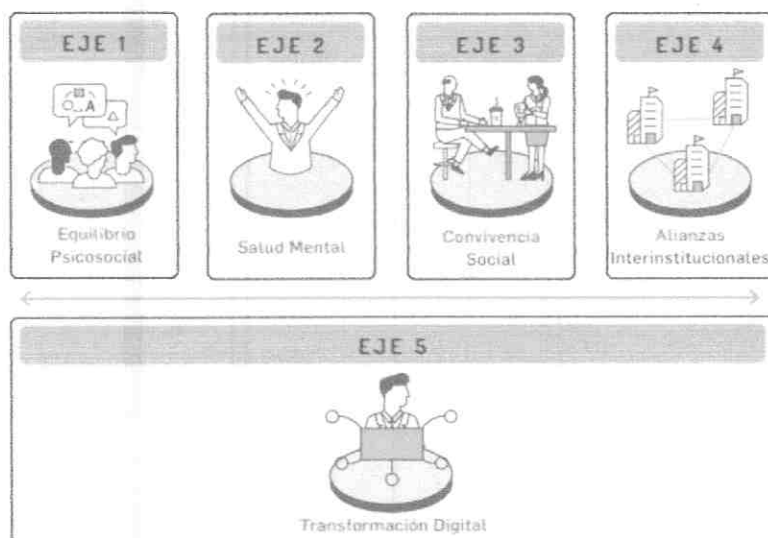 EJE 1
EJE 2
EJE 3
EJE 4
A
Equilibrio
Psicosocial
Salud Mental
Convivencia
Social
Alianzas
Interinstitucionales
EJE 5
Transformación Digital